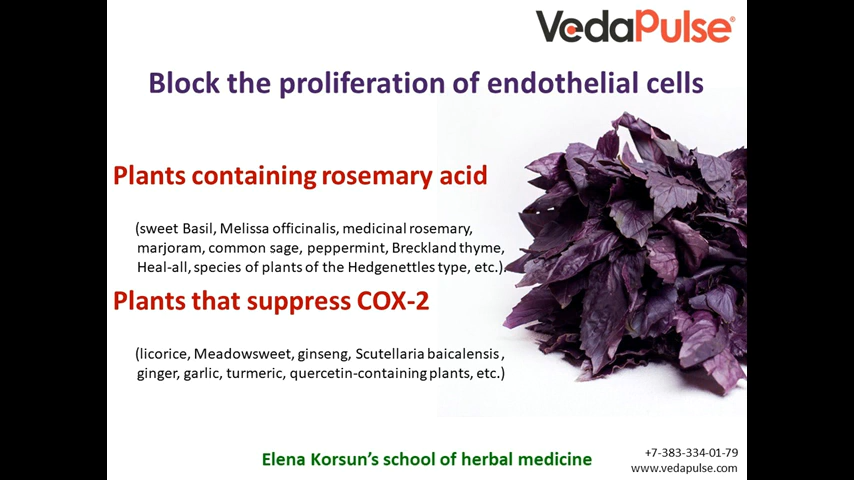 VedaPulse®
Block the proliferation of endothelial cells
Plants containing rosemary acid
(sweet Basil, Melissa officinalis, medicinal rosemary,
marjoram, common sage, peppermint, Breckland thyme,
Heal-all, species of plants of the Hedgenettles type, etc.).
Plants that suppress COX-2
(licorice, Meadowsweet, ginseng, Scutellaria baicalensis,
ginger, garlic, turmeric, quercetin-containing plants, etc.)
Elena Korsun's school of herbal medicine
+7-383-334-01-79
www.vedapulse.com